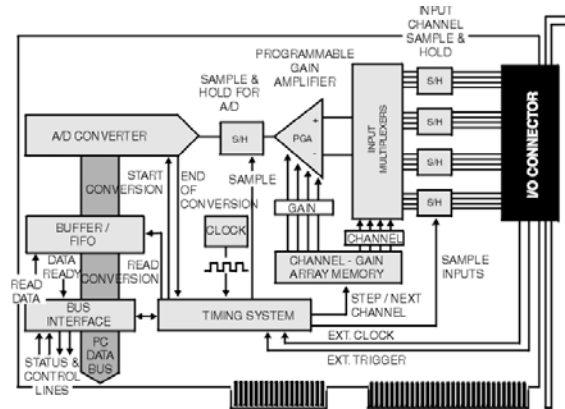 INPUT
CHANNEL
SAMPLE &
HOLD
PROGRAMMABLE
GAIN
AMPLIFIER
SAMPLE &
HOLD FOR
A/D
A/D CONVERTER
S/H
PGA
+
-
INPUT
MULTIPLEXERS
S/H
S/H
S/H
S/H
I/O CONNECTOR
CONVERSION
START
CONVERSION
END
OF
CONVERSION
SAMPLE
GAIN
CHANNEL
BUFFER /
FIFO
CLOCK
CHANNEL - GAIN
ARRAY MEMORY
SAMPLE
INPUTS
DATA
READY
READ
DATA
CONVERSION
READ
CONVERSION
STEP / NEXT
CHANNEL
BUS
INTERFACE
TIMING SYSTEM
EXT. CLOCK
EXT. TRIGGER
STATUS &
CONTROL
LINES
PC
DATA
BUS